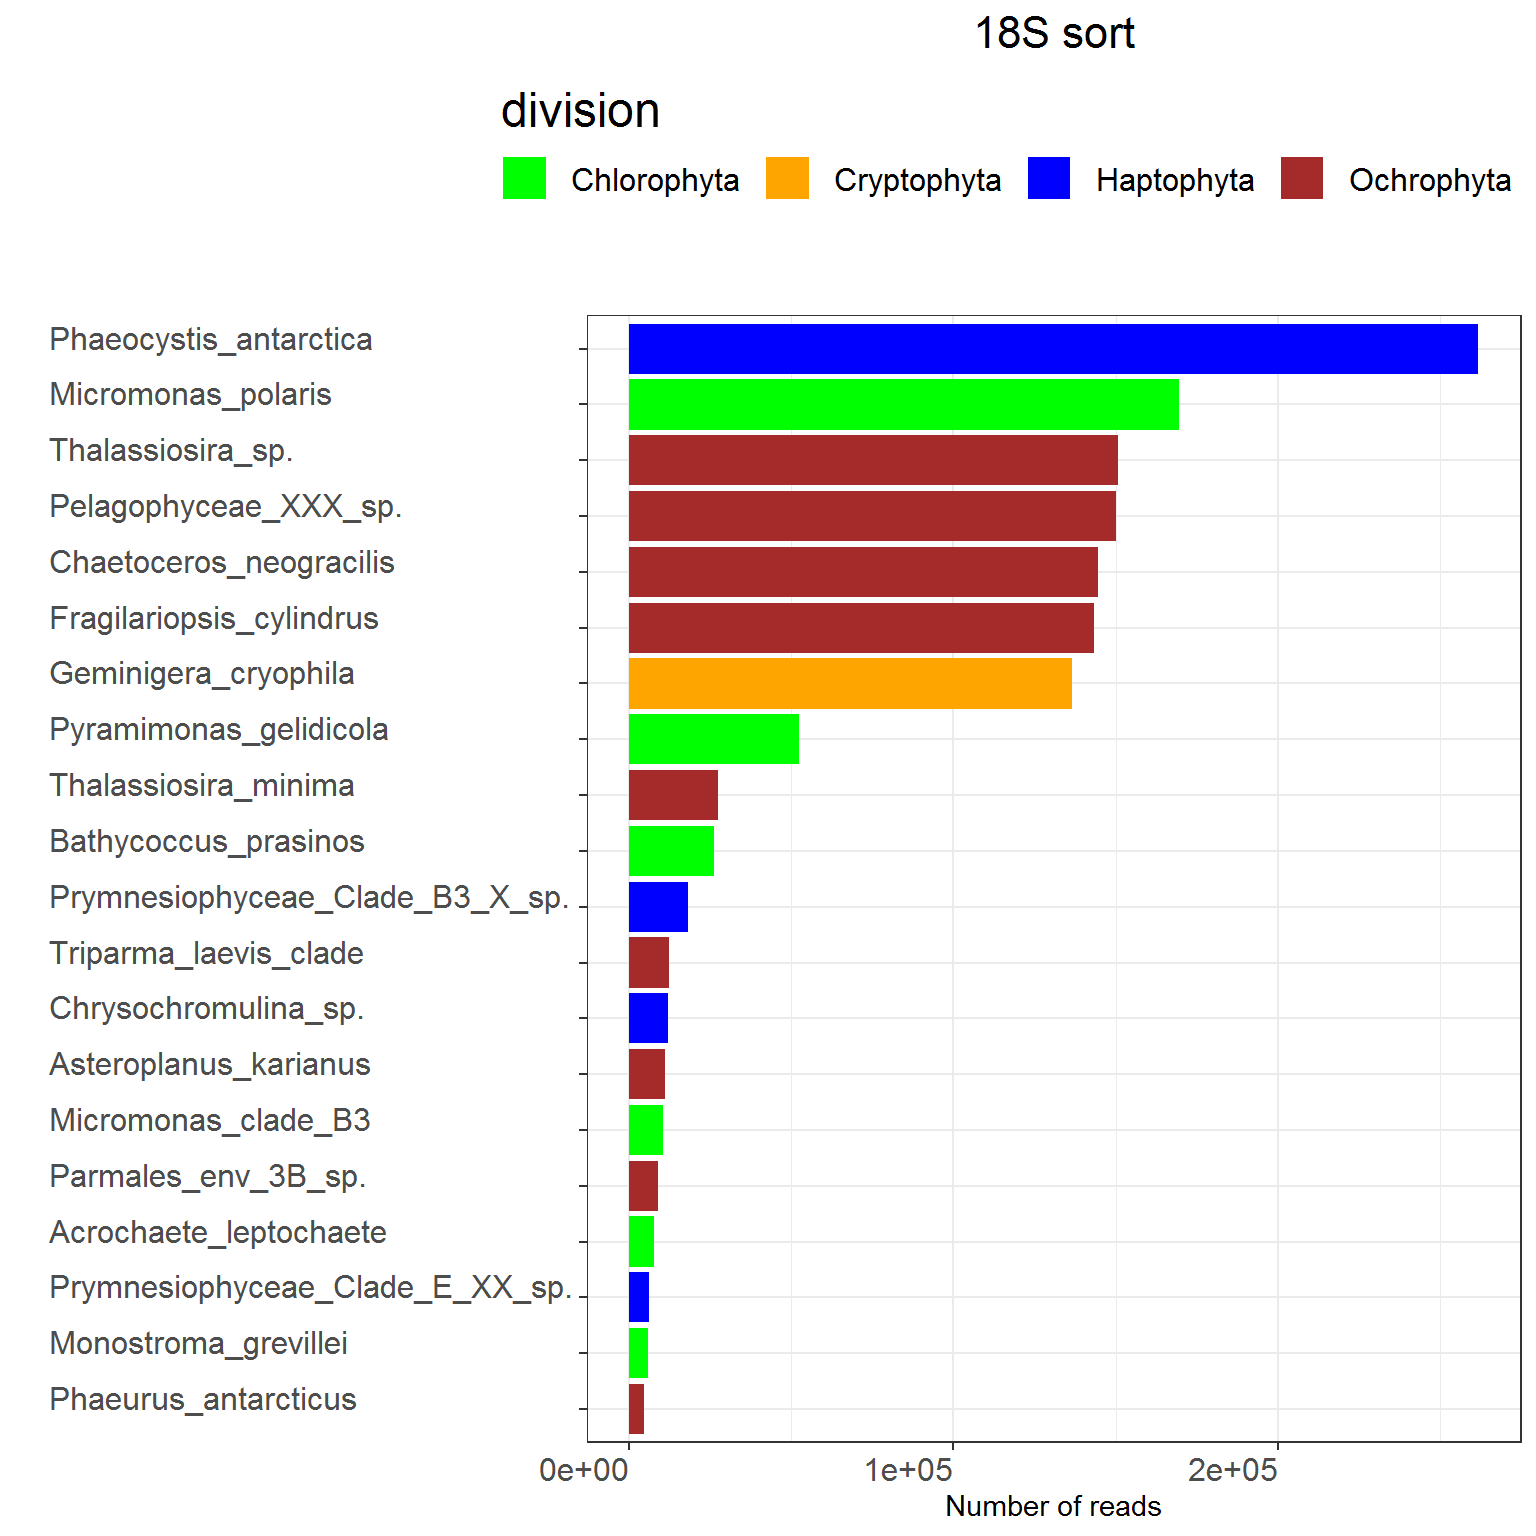 18S sort
division
Chlorophyta Cryptophyta Haptophyta Ochrophyta
Phaeocystis_antarctica
Micromonas_polaris
Thalassiosira_sp.
Pelagophyceae_XXX_sp.
Chaetoceros_neogracilis
Fragilariopsis_cylindrus
Geminigera_cryophila
Pyramimonas_gelidicola
Thalassiosira_minima
Bathycoccus_prasinos
Prymnesiophyceae_Clade_B3_X_sp.
Triparma_laevis_clade
Chrysochromulina_sp.
Asteroplanus_karianus
Micromonas_clade_B3
Parmales_env_3B_sp.
Acrochaete_leptochaete
Prymnesiophyceae_Clade_E_XX_sp.
Monostroma_grevillei
Phaeurus_antarcticus
0e+00 1e+05 2e+05
Number of reads